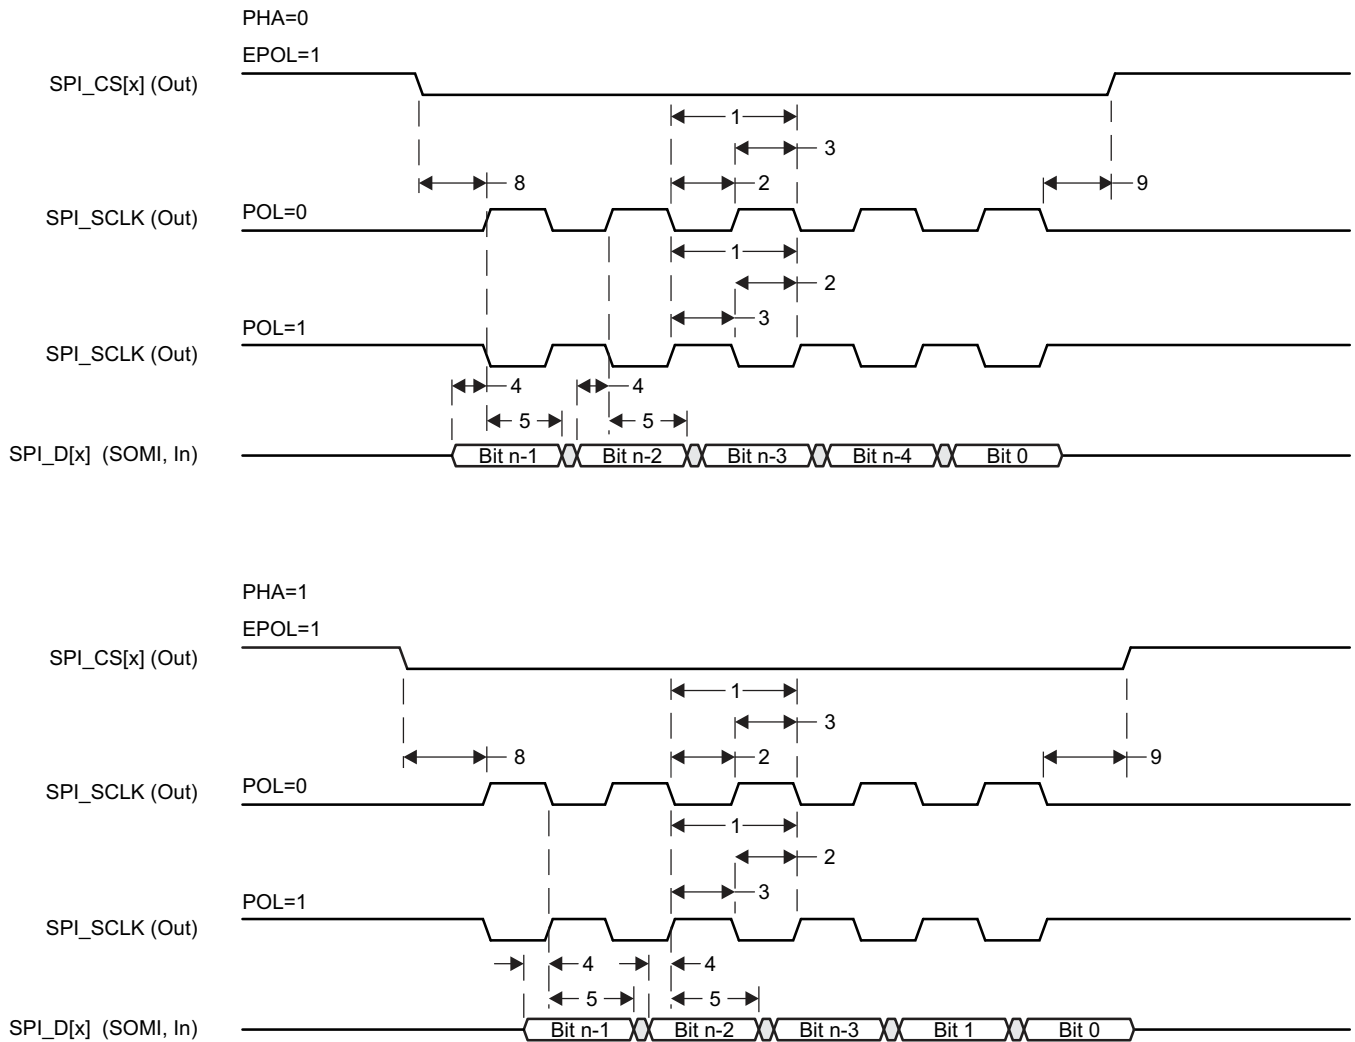 PHA=0
EPOL=1
SPI_CS[x] (Out)
1
3
8
2
9
SPI_SCLK (Out)
POL=0
1
2
3
POL=1
SPI_SCLK (Out)
4
4
5
5
SPI_D[x] (SOMI, In)
Bit n-1
Bit n-2
Bit n-3
Bit n-4
Bit 0
PHA=1
EPOL=1
SPI_CS[x] (Out)
1
3
8
2
9
SPI_SCLK (Out)
POL=0
1
2
3
POL=1
SPI_SCLK (Out)
4
4
5
5
SPI_D[x] (SOMI, In)
Bit n-1
Bit n-2
Bit n-3
Bit 1
Bit 0